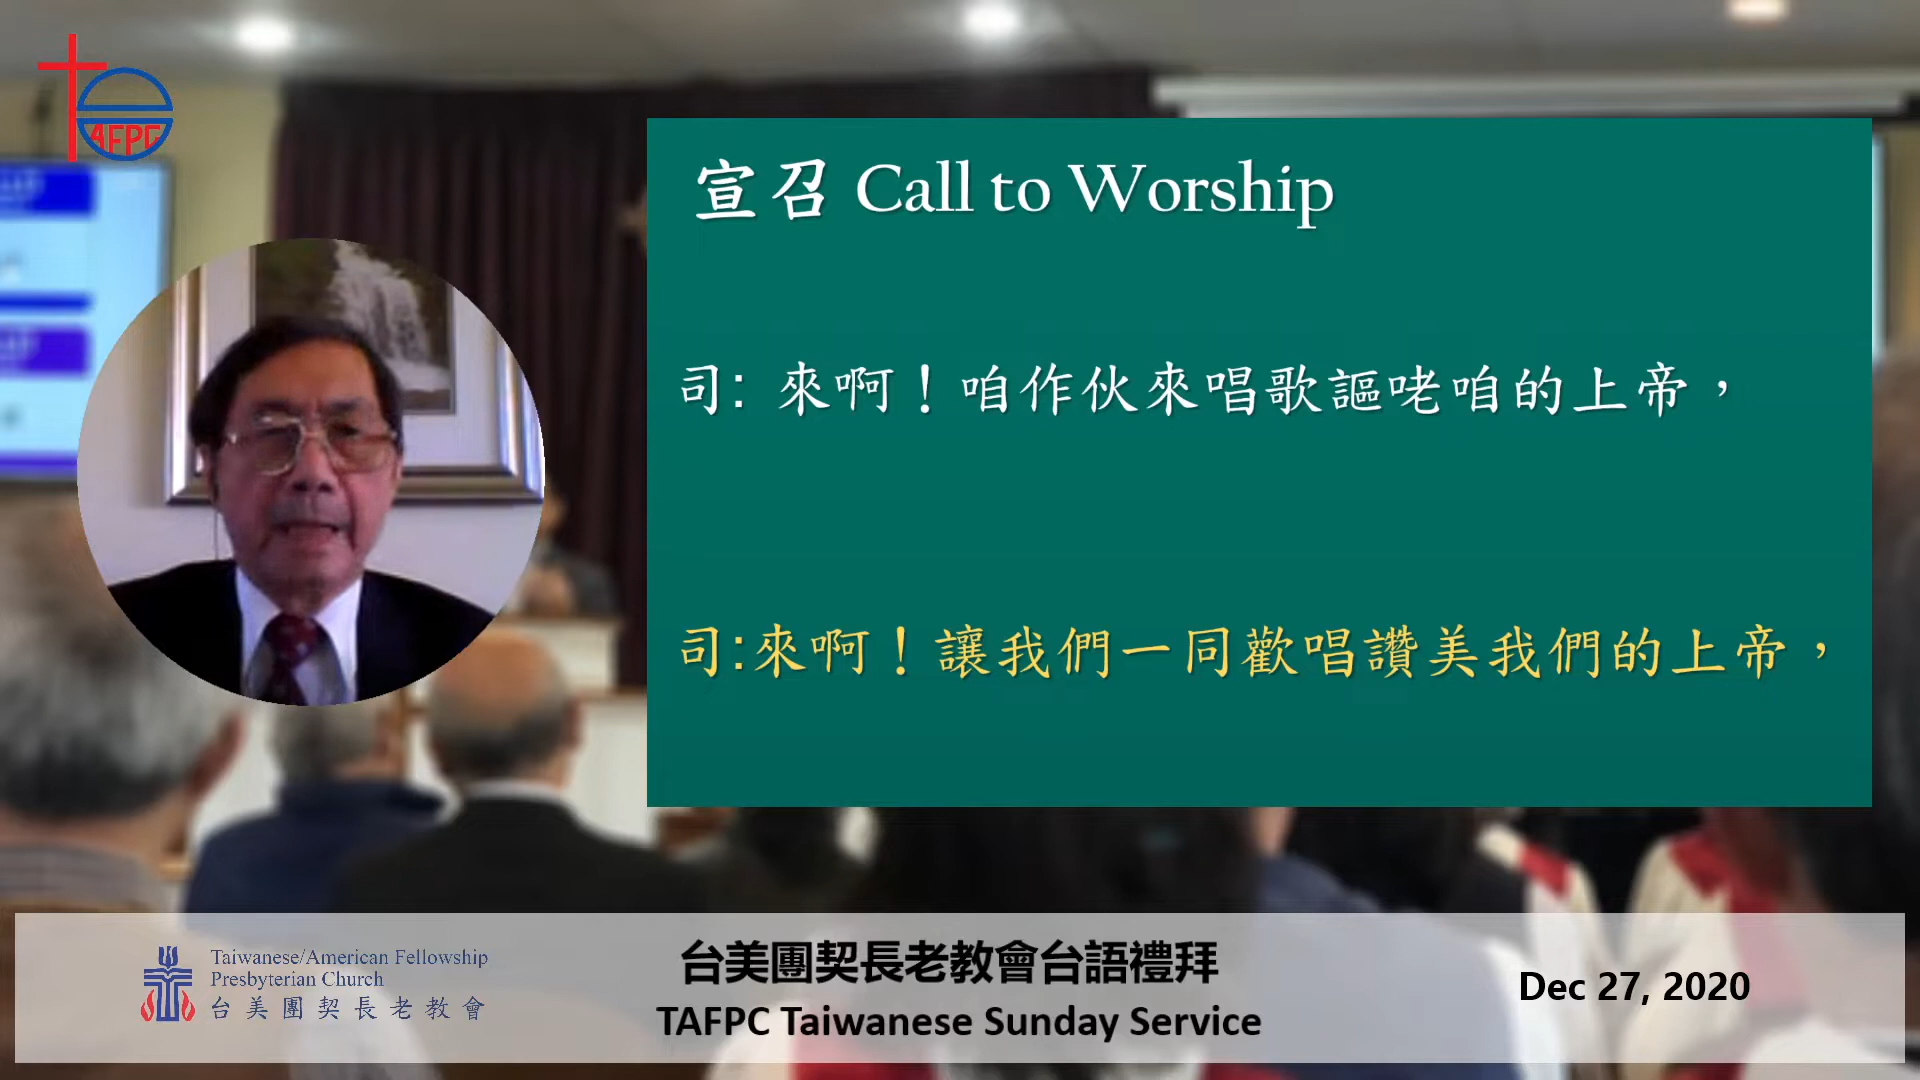 AFPC
宣召 Call to Worship
司: 來啊！咱作伙來唱歌謳咾咱的上帝，
司:來啊！讓我們一同歡唱讚美我們的上帝，
Taiwanese/American Fellowship
Presbyterian Church
台美團契長老教會
台美團契長老教會台語禮拜
TAFPC Taiwanese Sunday Service
Dec 27, 2020